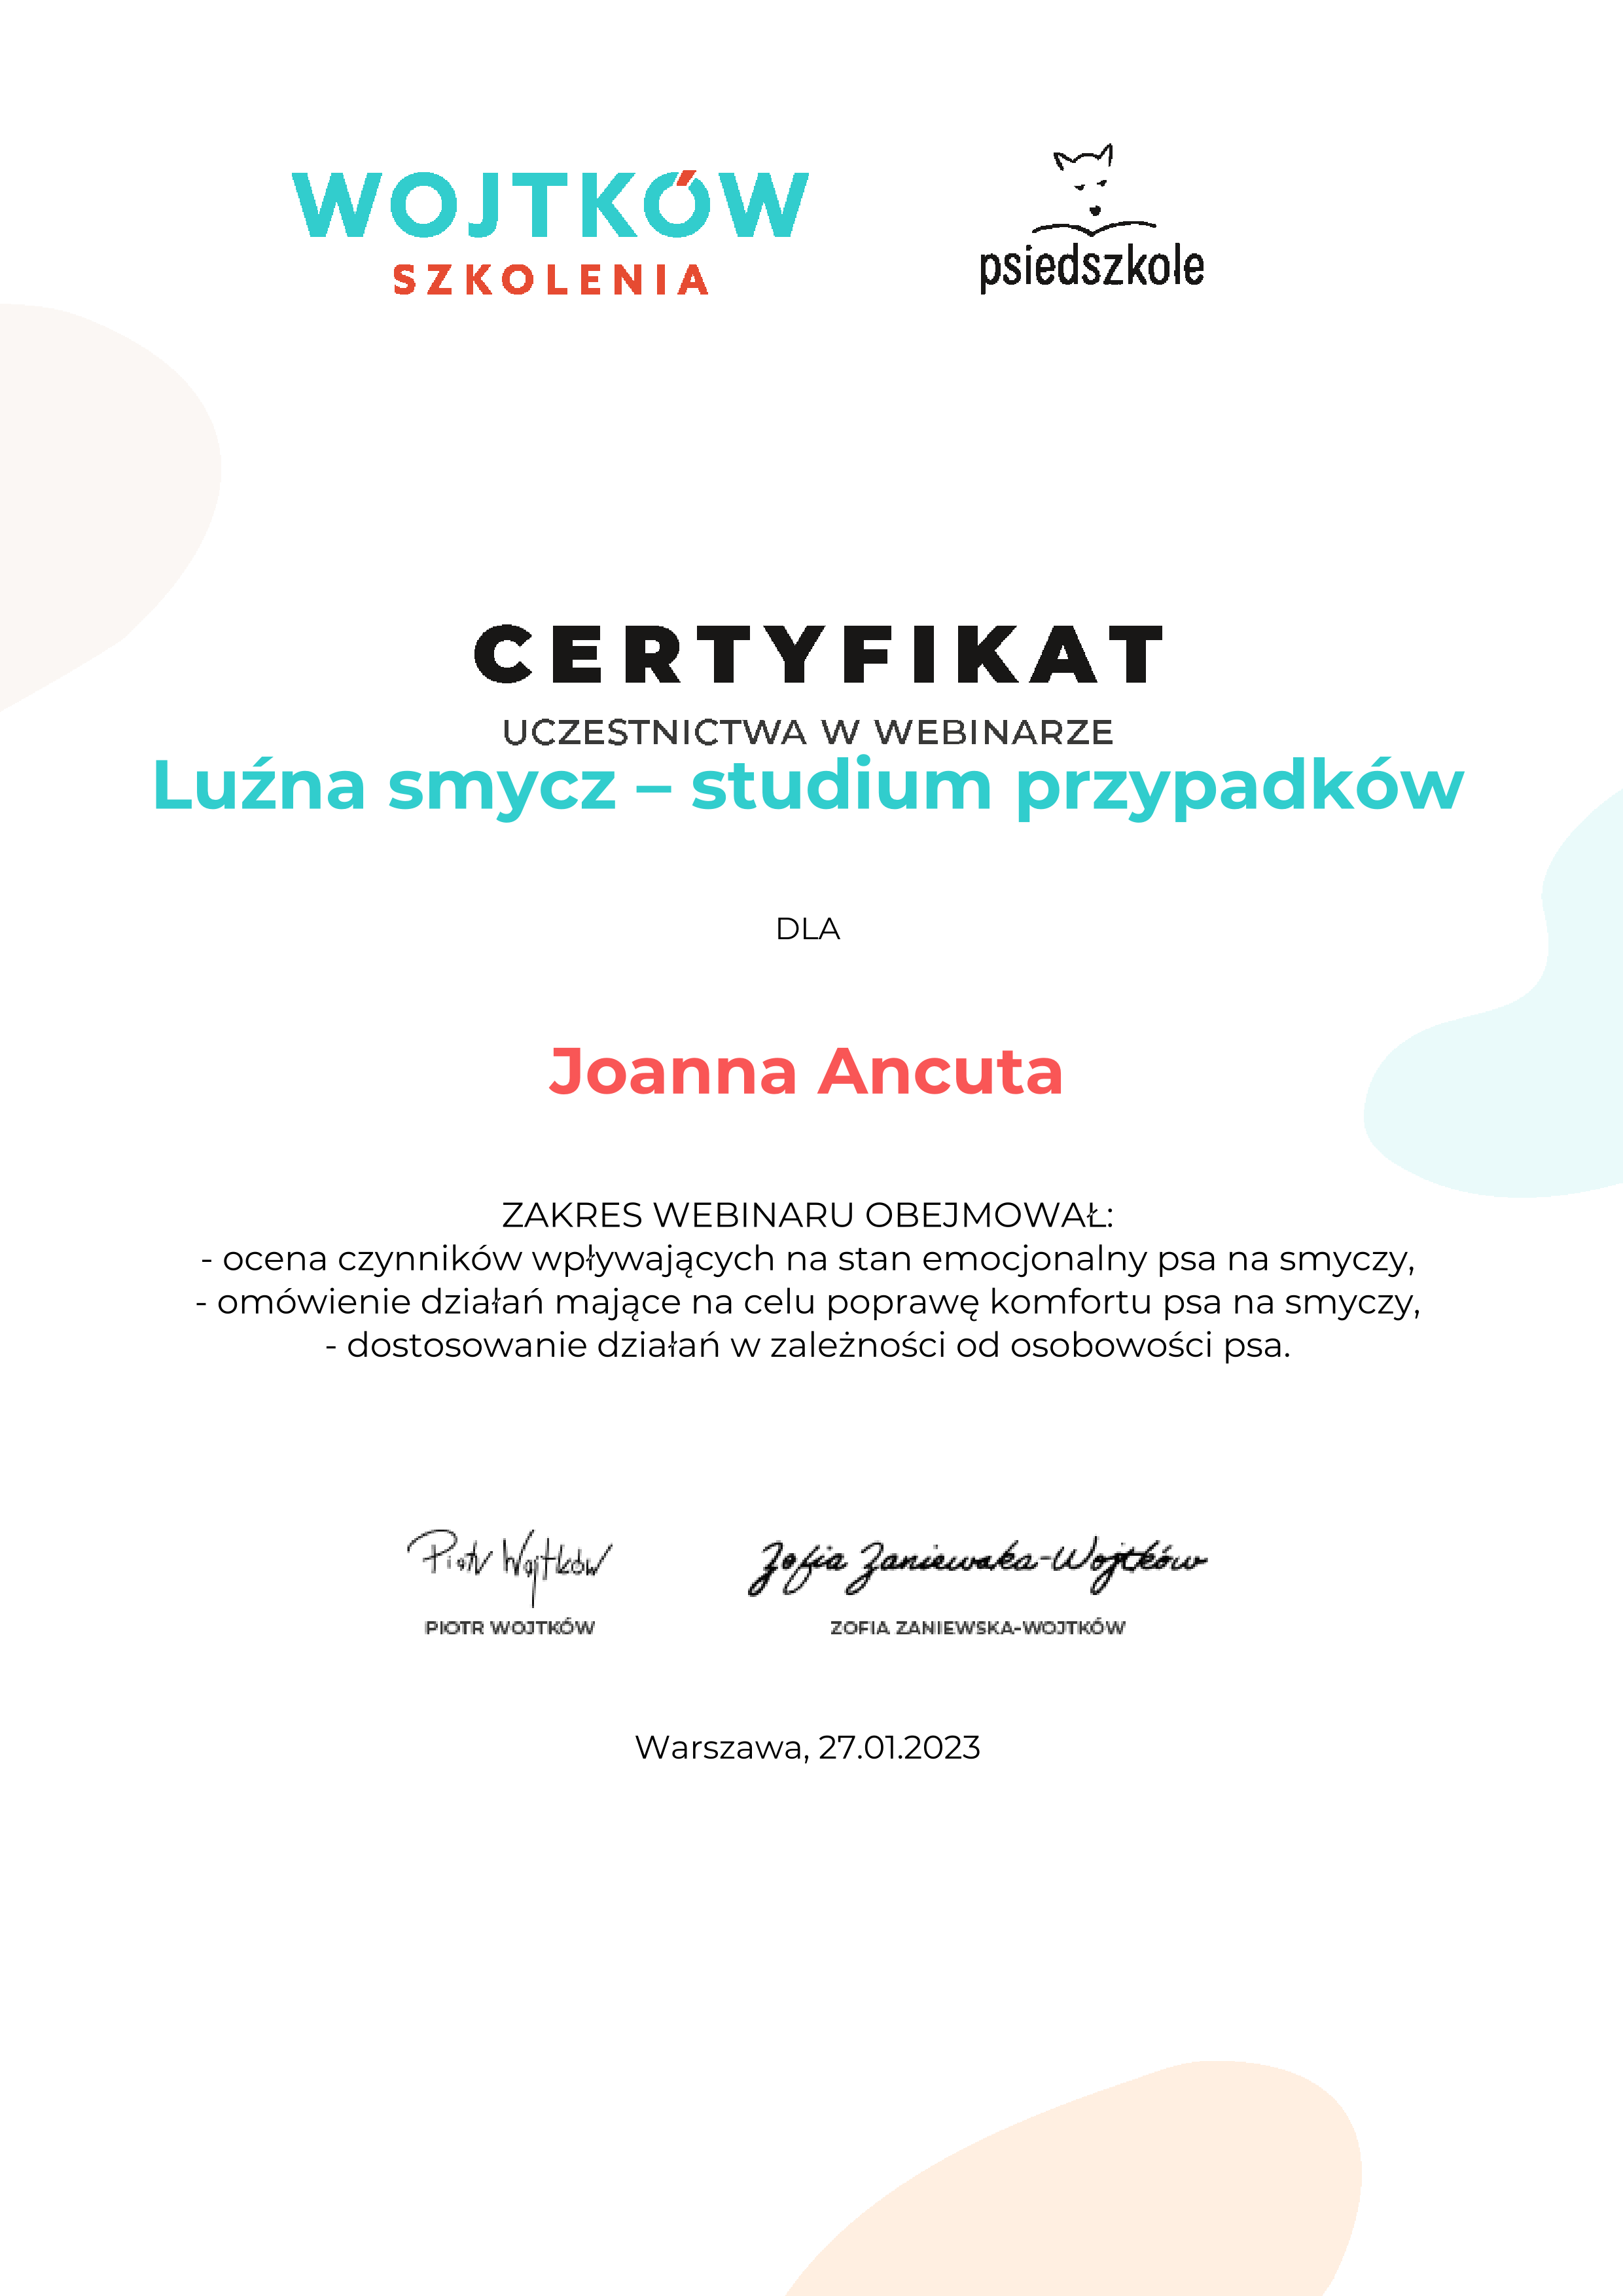 WOJTKÓW
SZKOLENIA
psiedszkole
CERTYFIKAT
UCZESTNICTWA W WEBINARZE
Luźna smycz – studium przypadków
DLA
Joanna Ancuta
ZAKRES WEBINARU OBEJMOWAŁ:
- ocena czynników wpływających na stan emocjonalny psa na smyczy,
- omówienie działań mające na celu poprawę komfortu psa na smyczy,
- dostosowanie działań w zależności od osobowości psa.
Piotr Wojtków
Zofia Zaniewska-Wojtków
PIOTR WOJTKÓW
ZOFIA ZANIEWSKA-WOJTKÓW
Warszawa, 27.01.2023